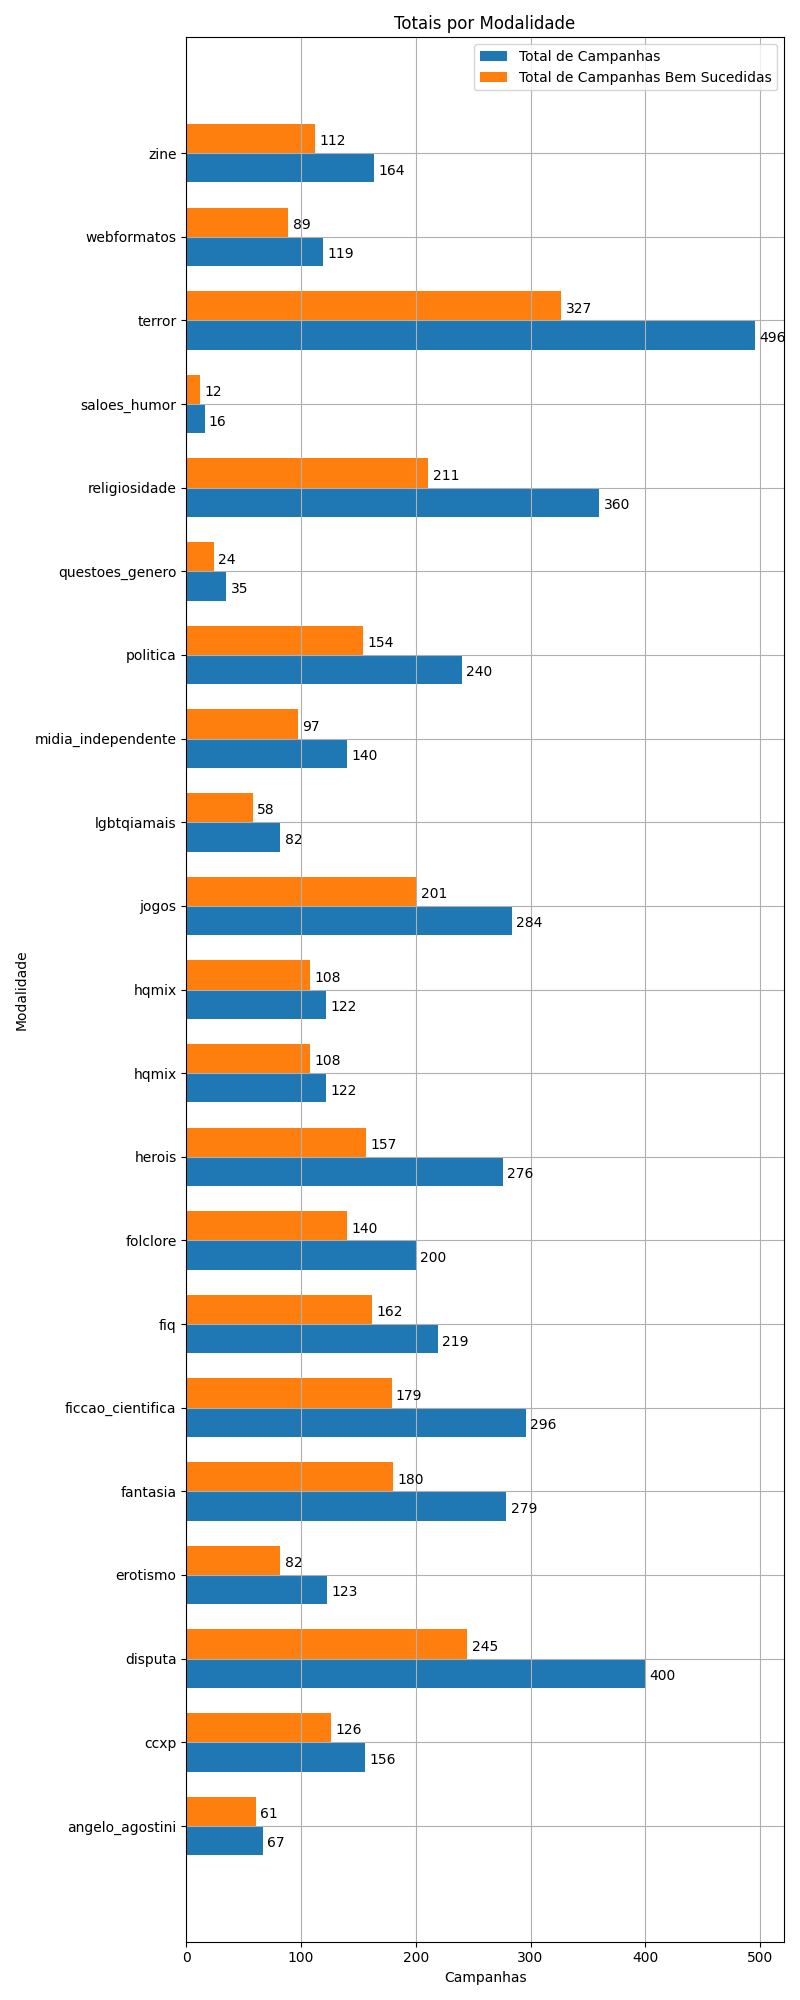 Totais por Modalidade
Total de Campanhas
Total de Campanhas Bem Sucedidas
zine
112
164
webformatos
89
119
terror
327
496
saloes_humor
12
16
religiosidade
211
360
questoes_genero
24
35
politica
154
240
midia_independente
97
140
lgbtqiamais
58
82
jogos
201
284
hqmix
108
122
hqmix
108
122
herois
157
276
folclore
140
200
fiq
162
219
ficcao_cientifica
179
296
fantasia
180
279
erotismo
82
123
disputa
245
400
ccxp
126
156
angelo_agostini
61
67
0 100 200 300 400 500
Campanhas
Modalidade